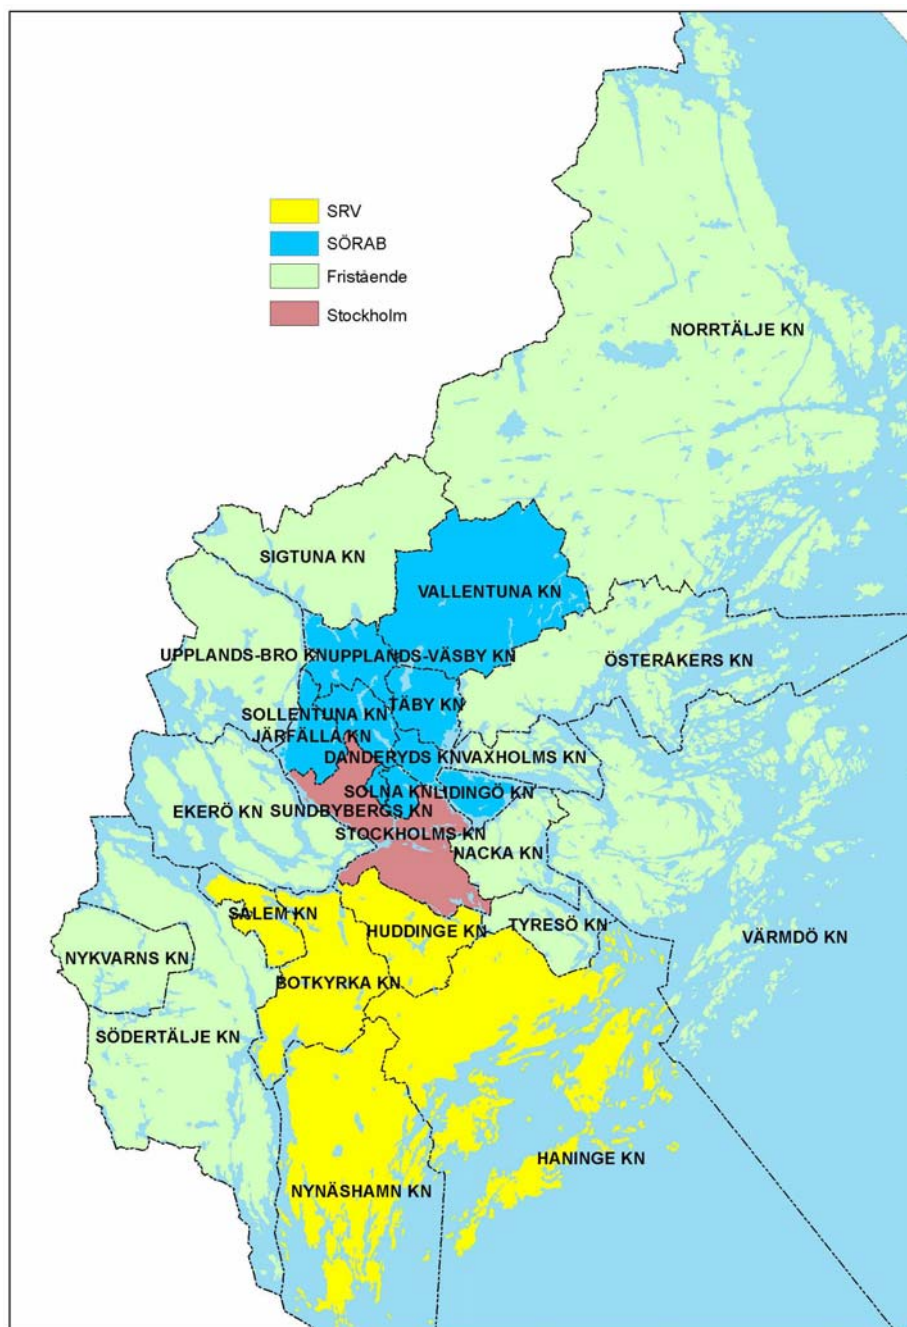 SRV
SÖRAB
Fristående
Stockholm
NORRTÄLJE KN
SIGTUNA KN
VALLENTUNA KN
UPPLANDS-BRO KN
UPPLANDS-VÄSBY KN
ÖSTERÅKERS KN
TÄBY KN
SOLLENTUNA KN
JÄRFÄLLA KN
DANDERYDS KN
VAXHOLMS KN
SOLNA KN
LIDINGÖ KN
EKERÖ KN
SUNDBYBERGS KN
STOCKHOLMS KN
NACKA KN
SALEM KN
HUDDINGE KN
TYRESÖ KN
VÄRMDÖ KN
NYKVARNS KN
BOTKYRKA KN
SÖDERTÄLJE KN
HANINGE KN
NYNÄSHAMN KN